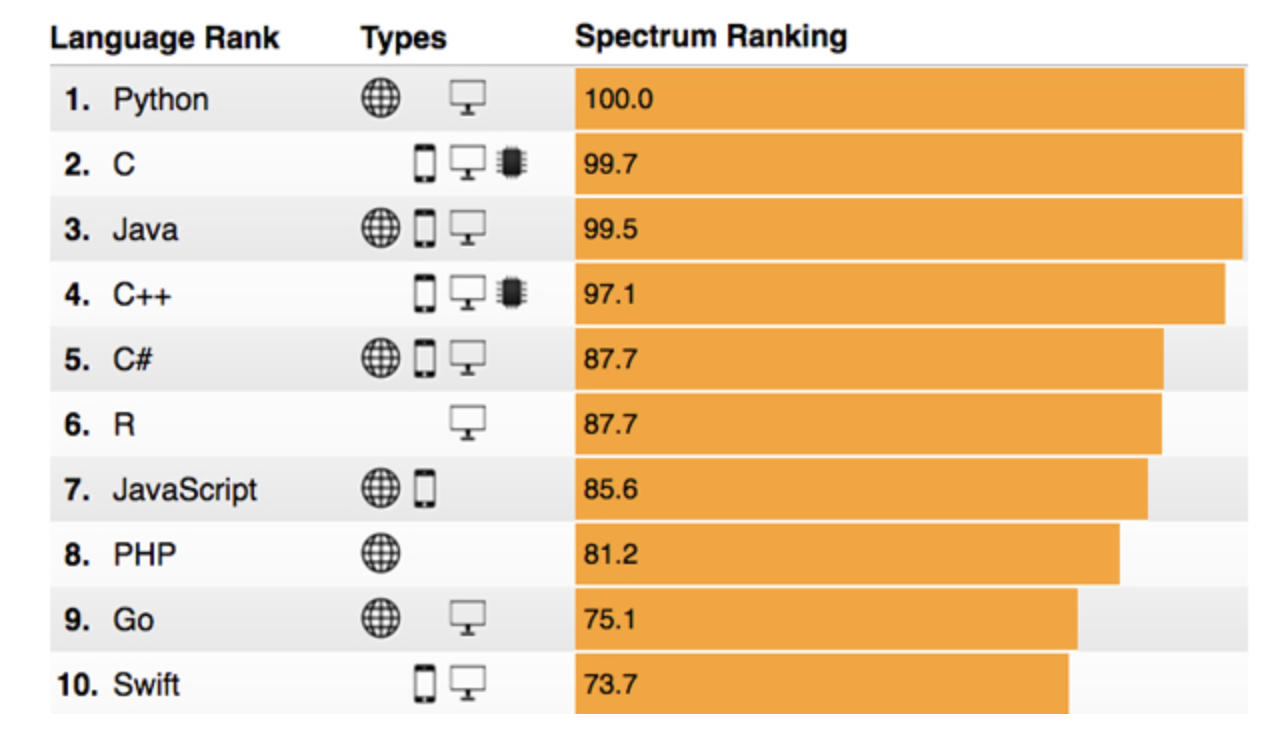 Language Rank Types Spectrum Ranking
1. Python 100.0
2. C 99.7
3. Java 99.5
4. C++ 97.1
5. C# 87.7
6. R 87.7
7. JavaScript 85.6
8. PHP 81.2
9. Go 75.1
10. Swift 73.7